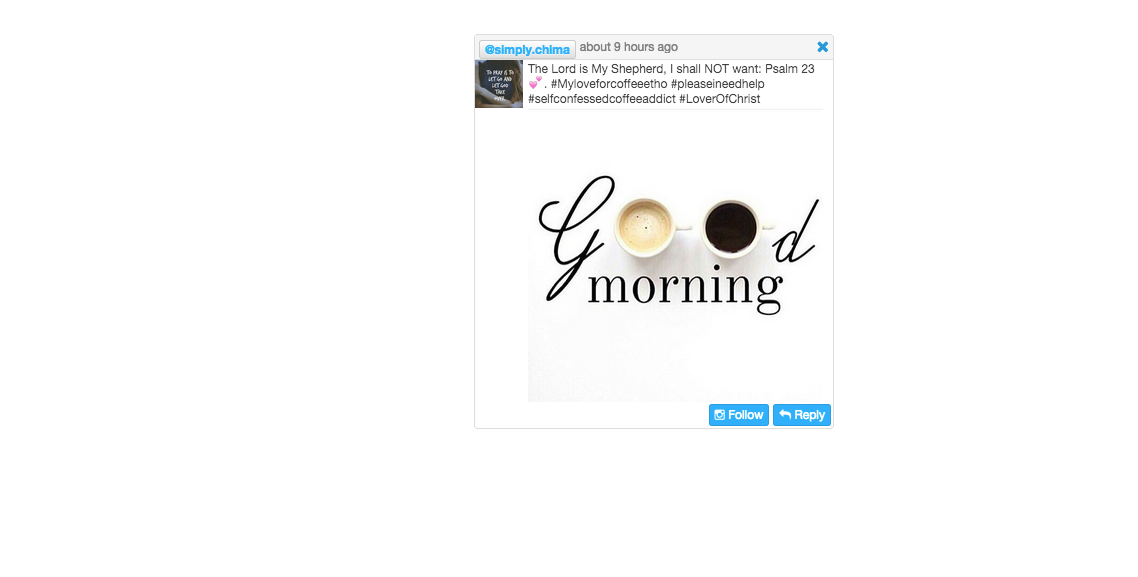 @simply.chima about 9 hours ago
TO PRAY IS TO
LET GO AND
LET GOD
TAKE
OVER
The Lord is My Shepherd, I shall NOT want: Psalm 23
💕. #Myloveforcoffeeetho #pleaseineedhelp
#selfconfessedcoffeeaddict #LoverOfChrist
Good
morning
Follow Reply